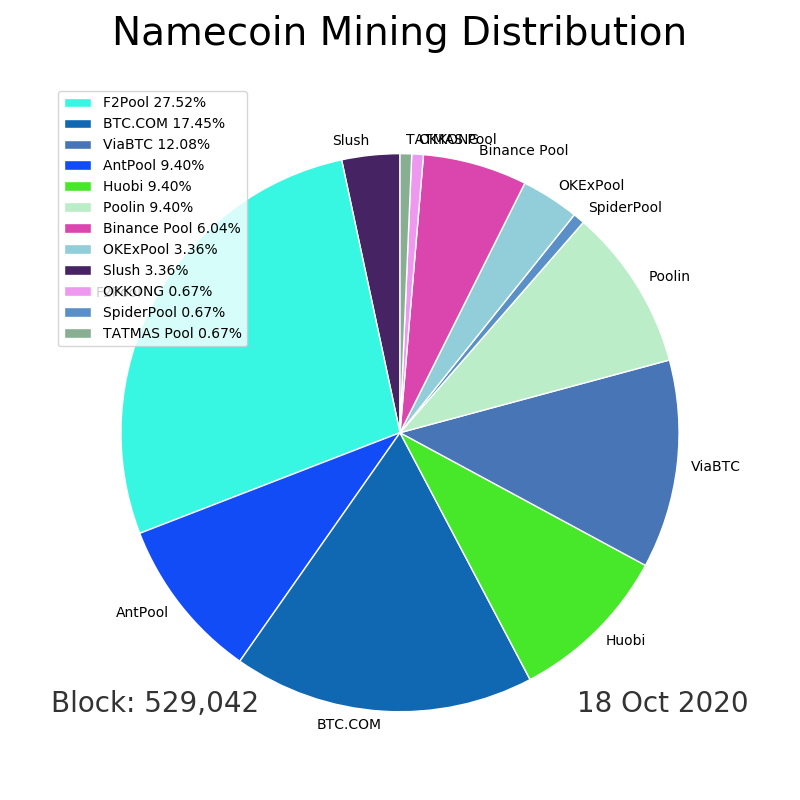 Namecoin Mining Distribution
F2Pool 27.52%
BTC.COM 17.45%
ViaBTC 12.08%
AntPool 9.40%
Huobi 9.40%
Poolin 9.40%
Binance Pool 6.04%
OKExPool 3.36%
Slush 3.36%
OKKONG 0.67%
SpiderPool 0.67%
TATMAS Pool 0.67%
Slush
TATMAS Pool
OKKONG
Binance Pool
OKExPool
SpiderPool
Poolin
ViaBTC
Huobi
BTC.COM
AntPool
Block: 529,042
18 Oct 2020